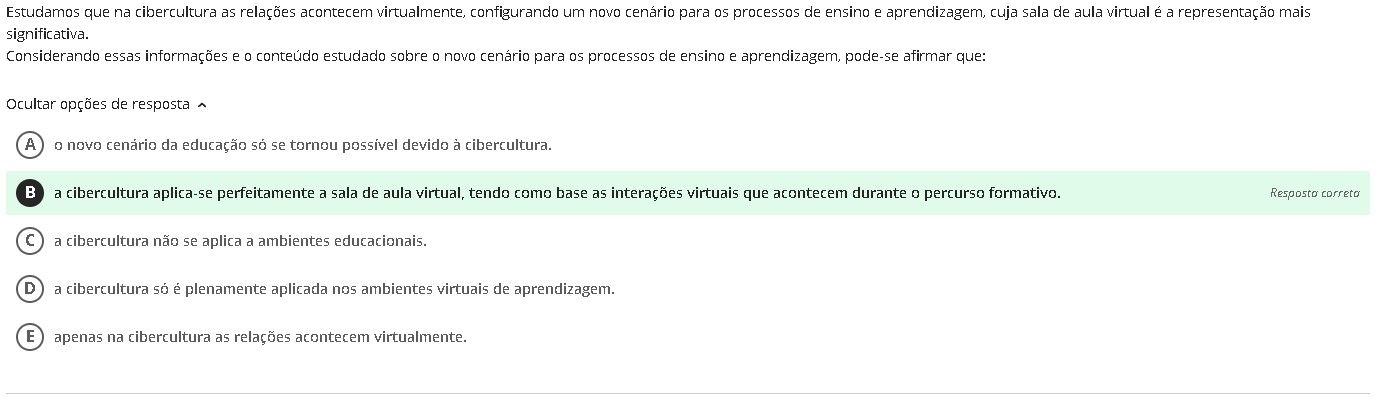 Estudamos que na cibercultura as relações acontecem virtualmente, configurando um novo cenário para os processos de ensino e aprendizagem, cuja sala de aula virtual é a representação mais
significativa.
Considerando essas informações e o conteúdo estudado sobre o novo cenário para os processos de ensino e aprendizagem, pode-se afirmar que:
Ocultar opções de resposta
A o novo cenário da educação só se tornou possível devido à cibercultura.
B a cibercultura aplica-se perfeitamente a sala de aula virtual, tendo como base as interações virtuais que acontecem durante o percurso formativo. Resposta correta
C a cibercultura não se aplica a ambientes educacionais.
D a cibercultura só é plenamente aplicada nos ambientes virtuais de aprendizagem.
E apenas na cibercultura as relações acontecem virtualmente.